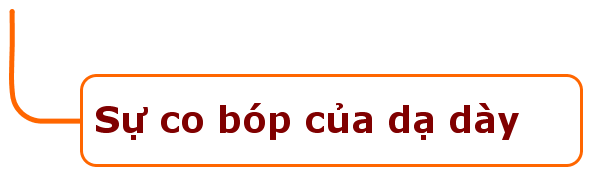 Sự co bóp của dạ dày